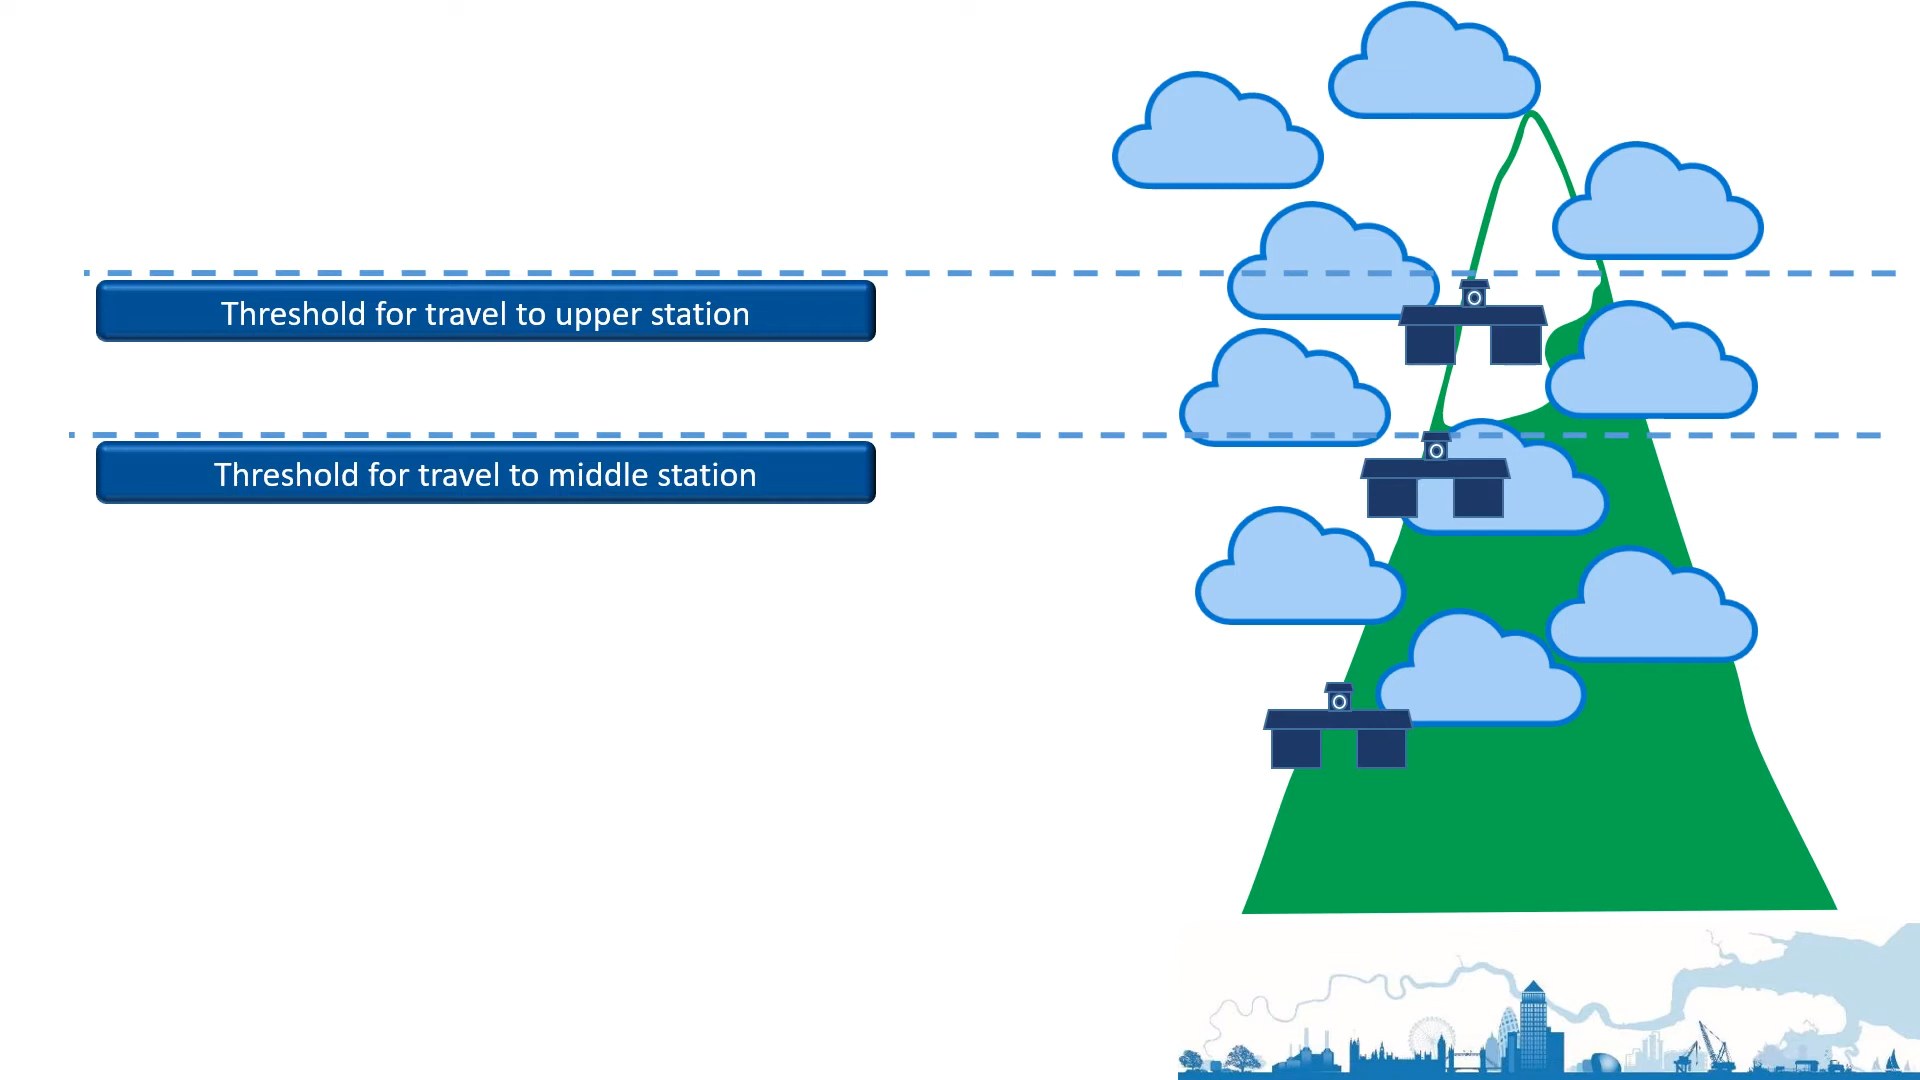 Threshold for travel to upper station
Threshold for travel to middle station